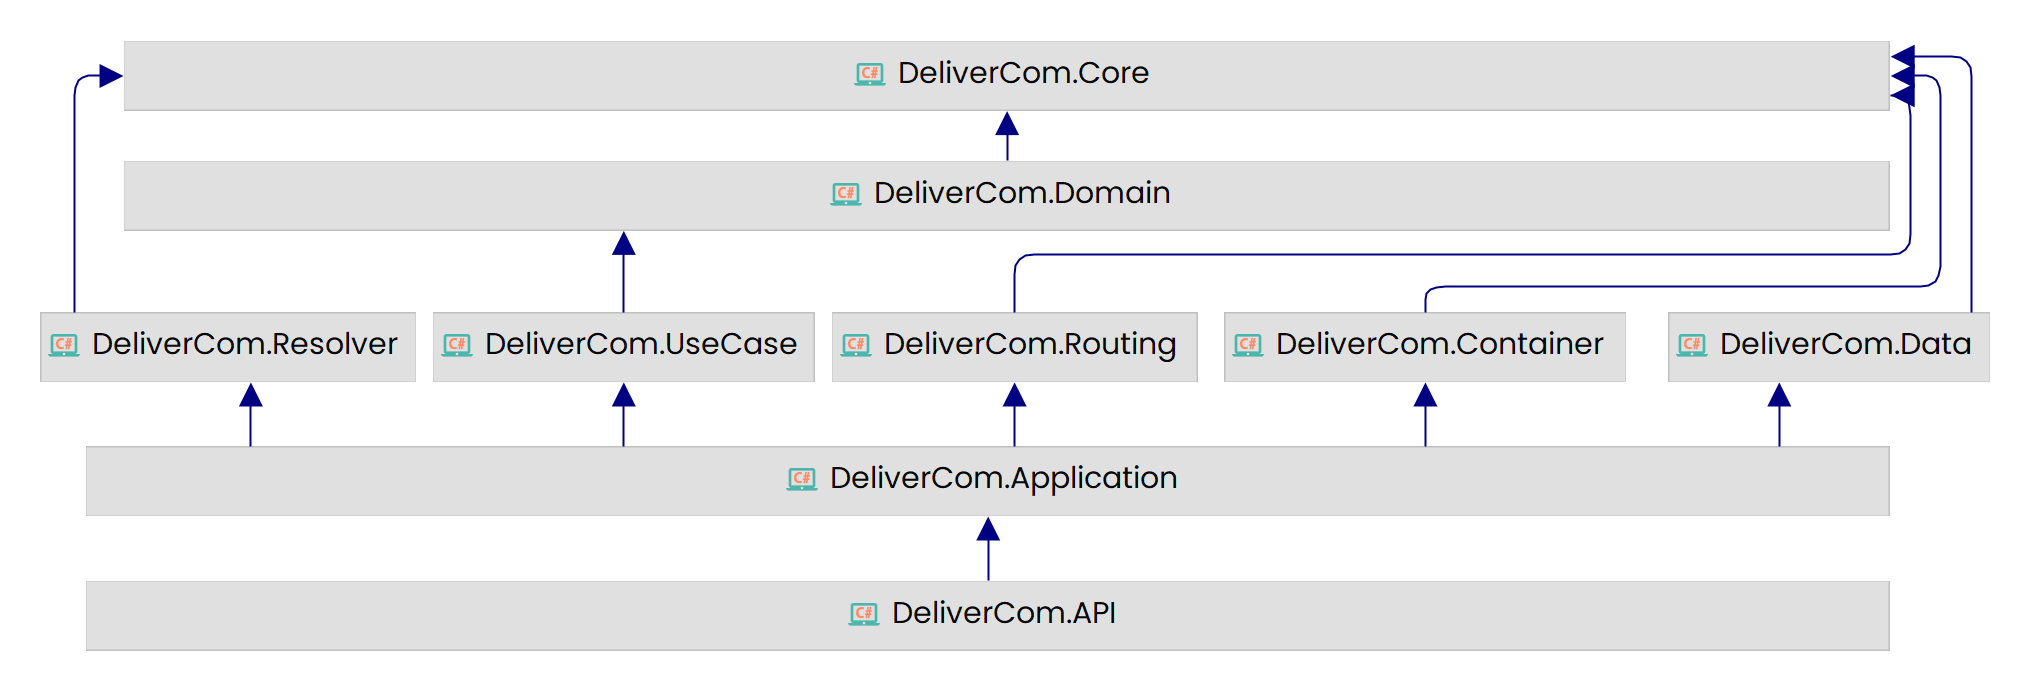 C# DeliverCom.Core
C# DeliverCom.Domain
C# DeliverCom.Resolver
C# DeliverCom.UseCase
C# DeliverCom.Routing
C# DeliverCom.Container
C# DeliverCom.Data
C# DeliverCom.Application
C# DeliverCom.API